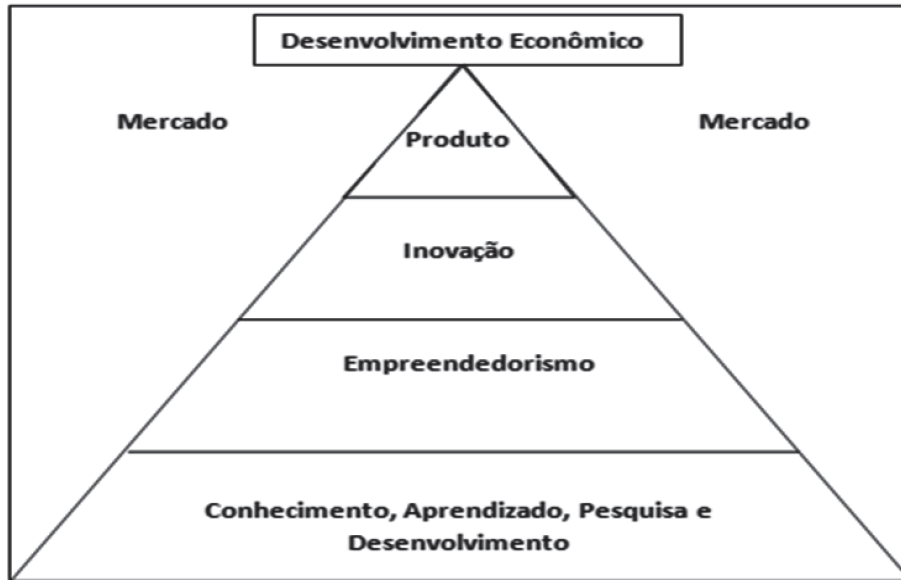 Desenvolvimento Econômico
Mercado
Mercado
Produto
Inovação
Empreendedorismo
Conhecimento, Aprendizado, Pesquisa e
Desenvolvimento